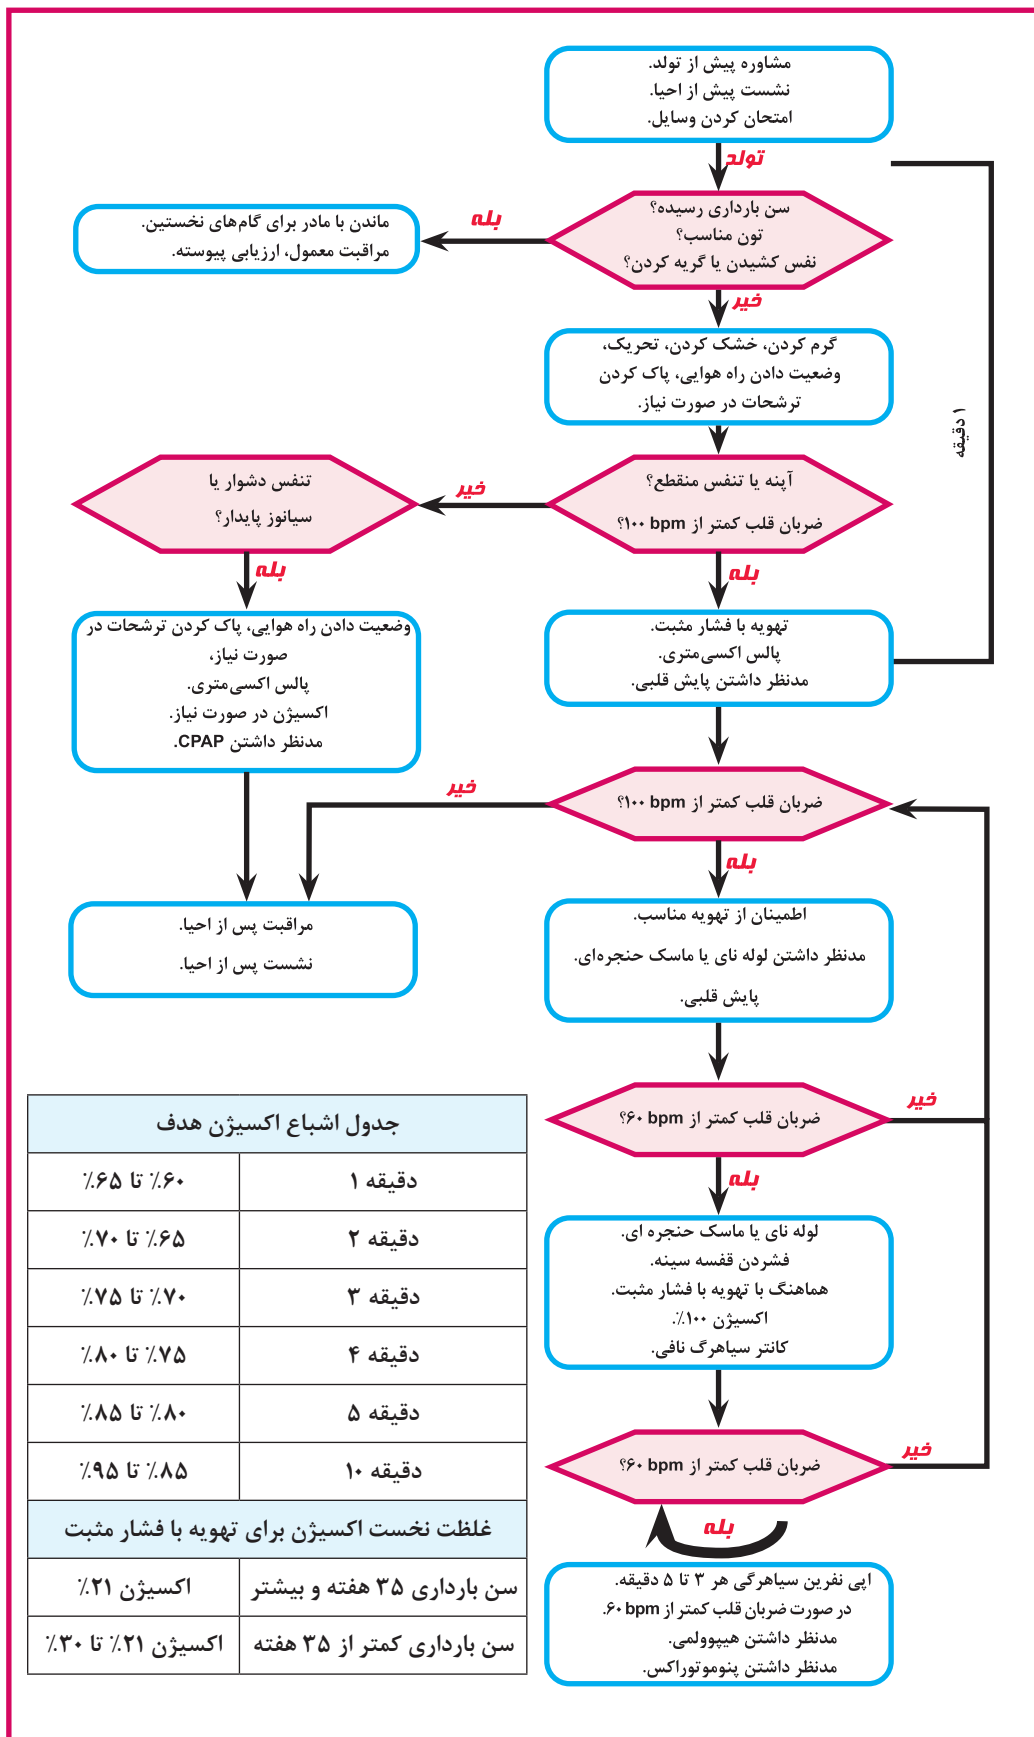 مشاوره پیش از تولد.
نشست پیش از احیا.
امتحان کردن وسایل.
تولد
سن بارداری رسیده؟
تون مناسب؟
نفس کشیدن یا گریه کردن؟
بله
ماندن با مادر برای گام‌های نخستین.
مراقبت معمول، ارزیابی پیوسته.
خیر
گرم کردن، خشک کردن، تحریک،
وضعیت دادن راه هوایی، پاک کردن
ترشحات در صورت نیاز.
۱ دقیقه
آپنه یا تنفس منقطع؟
ضربان قلب کمتر از ۱۰۰ bpm؟
خیر
تنفس دشوار یا
سیانوز پایدار؟
بله
بله
تهویه با فشار مثبت.
پالس اکسی‌متری.
مدنظر داشتن پایش قلبی.
وضعیت دادن راه هوایی، پاک کردن ترشحات در
صورت نیاز،
پالس اکسی‌متری.
اکسیژن در صورت نیاز.
مدنظر داشتن CPAP.
ضربان قلب کمتر از ۱۰۰ bpm؟
خیر
بله
اطمینان از تهویه مناسب.
مدنظر داشتن لوله نای یا ماسک حنجره‌ای.
پایش قلبی.
مراقبت پس از احیا.
نشست پس از احیا.
ضربان قلب کمتر از ۶۰ bpm؟
خیر
بله
لوله نای یا ماسک حنجره ای.
فشردن قفسه سینه.
هماهنگ با تهویه با فشار مثبت.
اکسیژن ۱۰۰٪.
کانتر سیاهرگ نافی.
ضربان قلب کمتر از ۶۰ bpm؟
خیر
بله
اپی نفرین سیاهرگی هر ۳ تا ۵ دقیقه.
در صورت ضربان قلب کمتر از ۶۰ bpm.
مدنظر داشتن هیپوولمی.
مدنظر داشتن پنوموتوراکس.
جدول اشباع اکسیژن هدف
دقیقه ۱ ۶۰٪ تا ۶۵٪
دقیقه ۲ ۶۵٪ تا ۷۰٪
دقیقه ۳ ۷۰٪ تا ۷۵٪
دقیقه ۴ ۷۵٪ تا ۸۰٪
دقیقه ۵ ۸۰٪ تا ۸۵٪
دقیقه ۱۰ ۸۵٪ تا ۹۵٪
غلظت نخست اکسیژن برای تهویه با فشار مثبت
سن بارداری ۳۵ هفته و بیشتر اکسیژن ۲۱٪
سن بارداری کمتر از ۳۵ هفته اکسیژن ۲۱٪ تا ۳۰٪